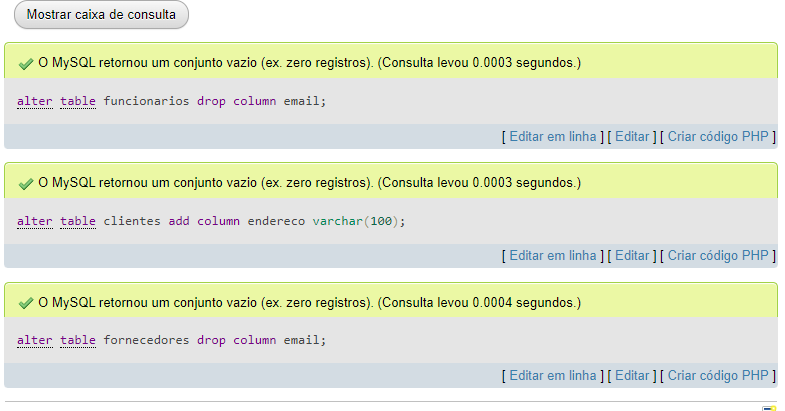 Mostrar caixa de consulta
O MySQL retornou um conjunto vazio (ex. zero registros). (Consulta levou 0.0003 segundos.)
alter table funcionarios drop column email;
[ Editar em linha ] [ Editar ] [ Criar código PHP ]
O MySQL retornou um conjunto vazio (ex. zero registros). (Consulta levou 0.0003 segundos.)
alter table clientes add column endereco varchar(100);
[ Editar em linha ] [ Editar ] [ Criar código PHP ]
O MySQL retornou um conjunto vazio (ex. zero registros). (Consulta levou 0.0004 segundos.)
alter table fornecedores drop column email;
[ Editar em linha ] [ Editar ] [ Criar código PHP ]